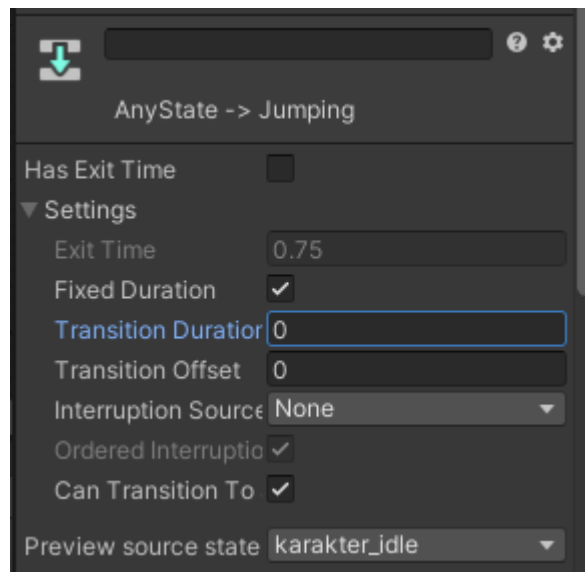 AnyState -> Jumping
Has Exit Time
Settings
Exit Time 0.75
Fixed Duration
Transition Duration 0
Transition Offset 0
Interruption Source None
Ordered Interruptio
Can Transition To
Preview source state karakter_idle